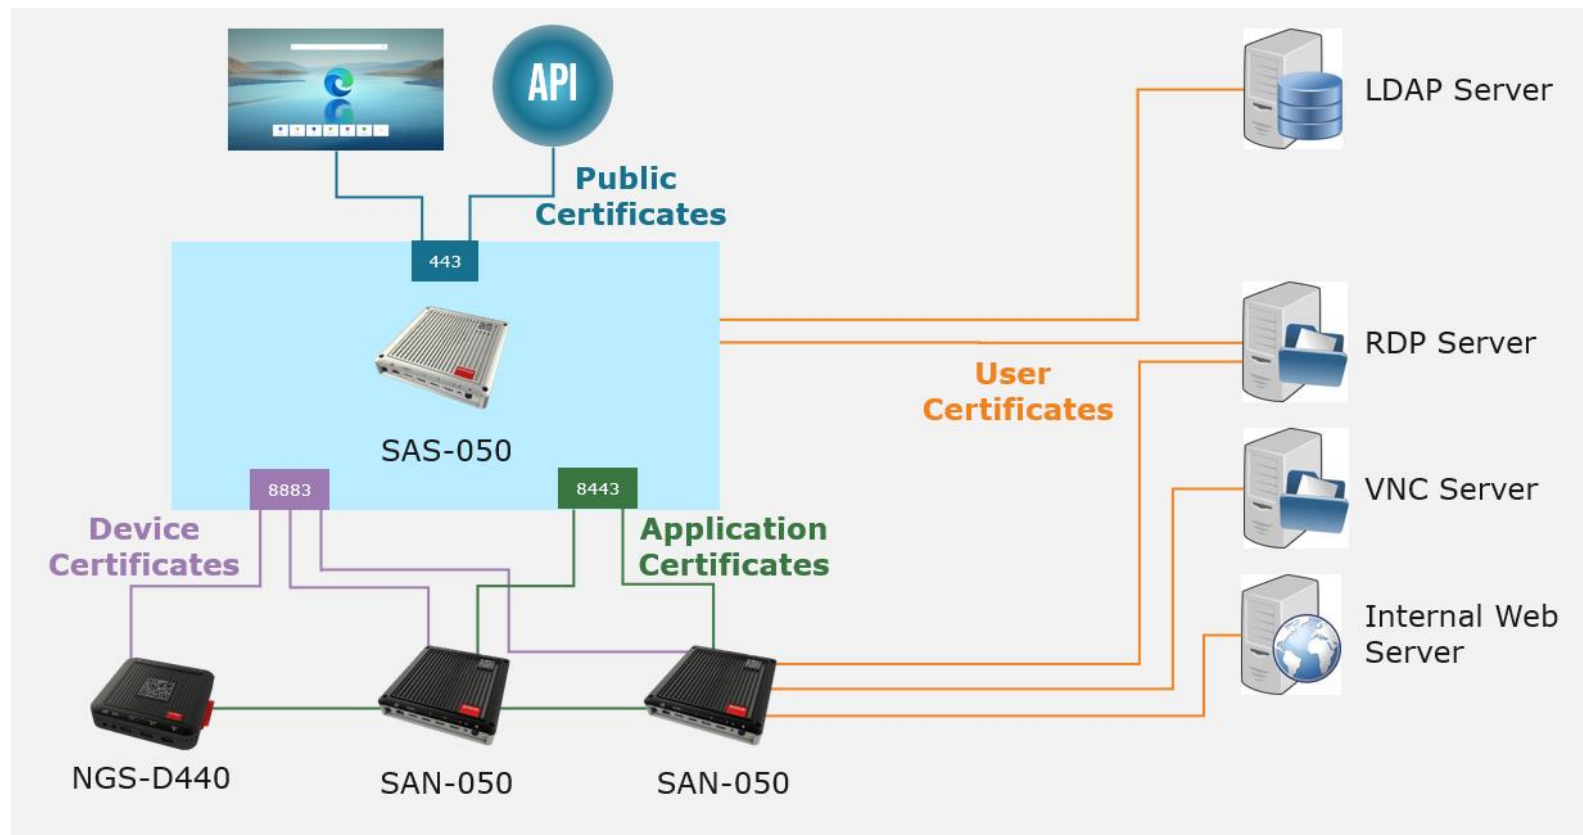 API
LDAP Server
Public
Certificates
443
RDP Server
User
Certificates
SAS-050
8883
8443
VNC Server
Device
Certificates
Application
Certificates
Internal Web
Server
NGS-D440
SAN-050
SAN-050